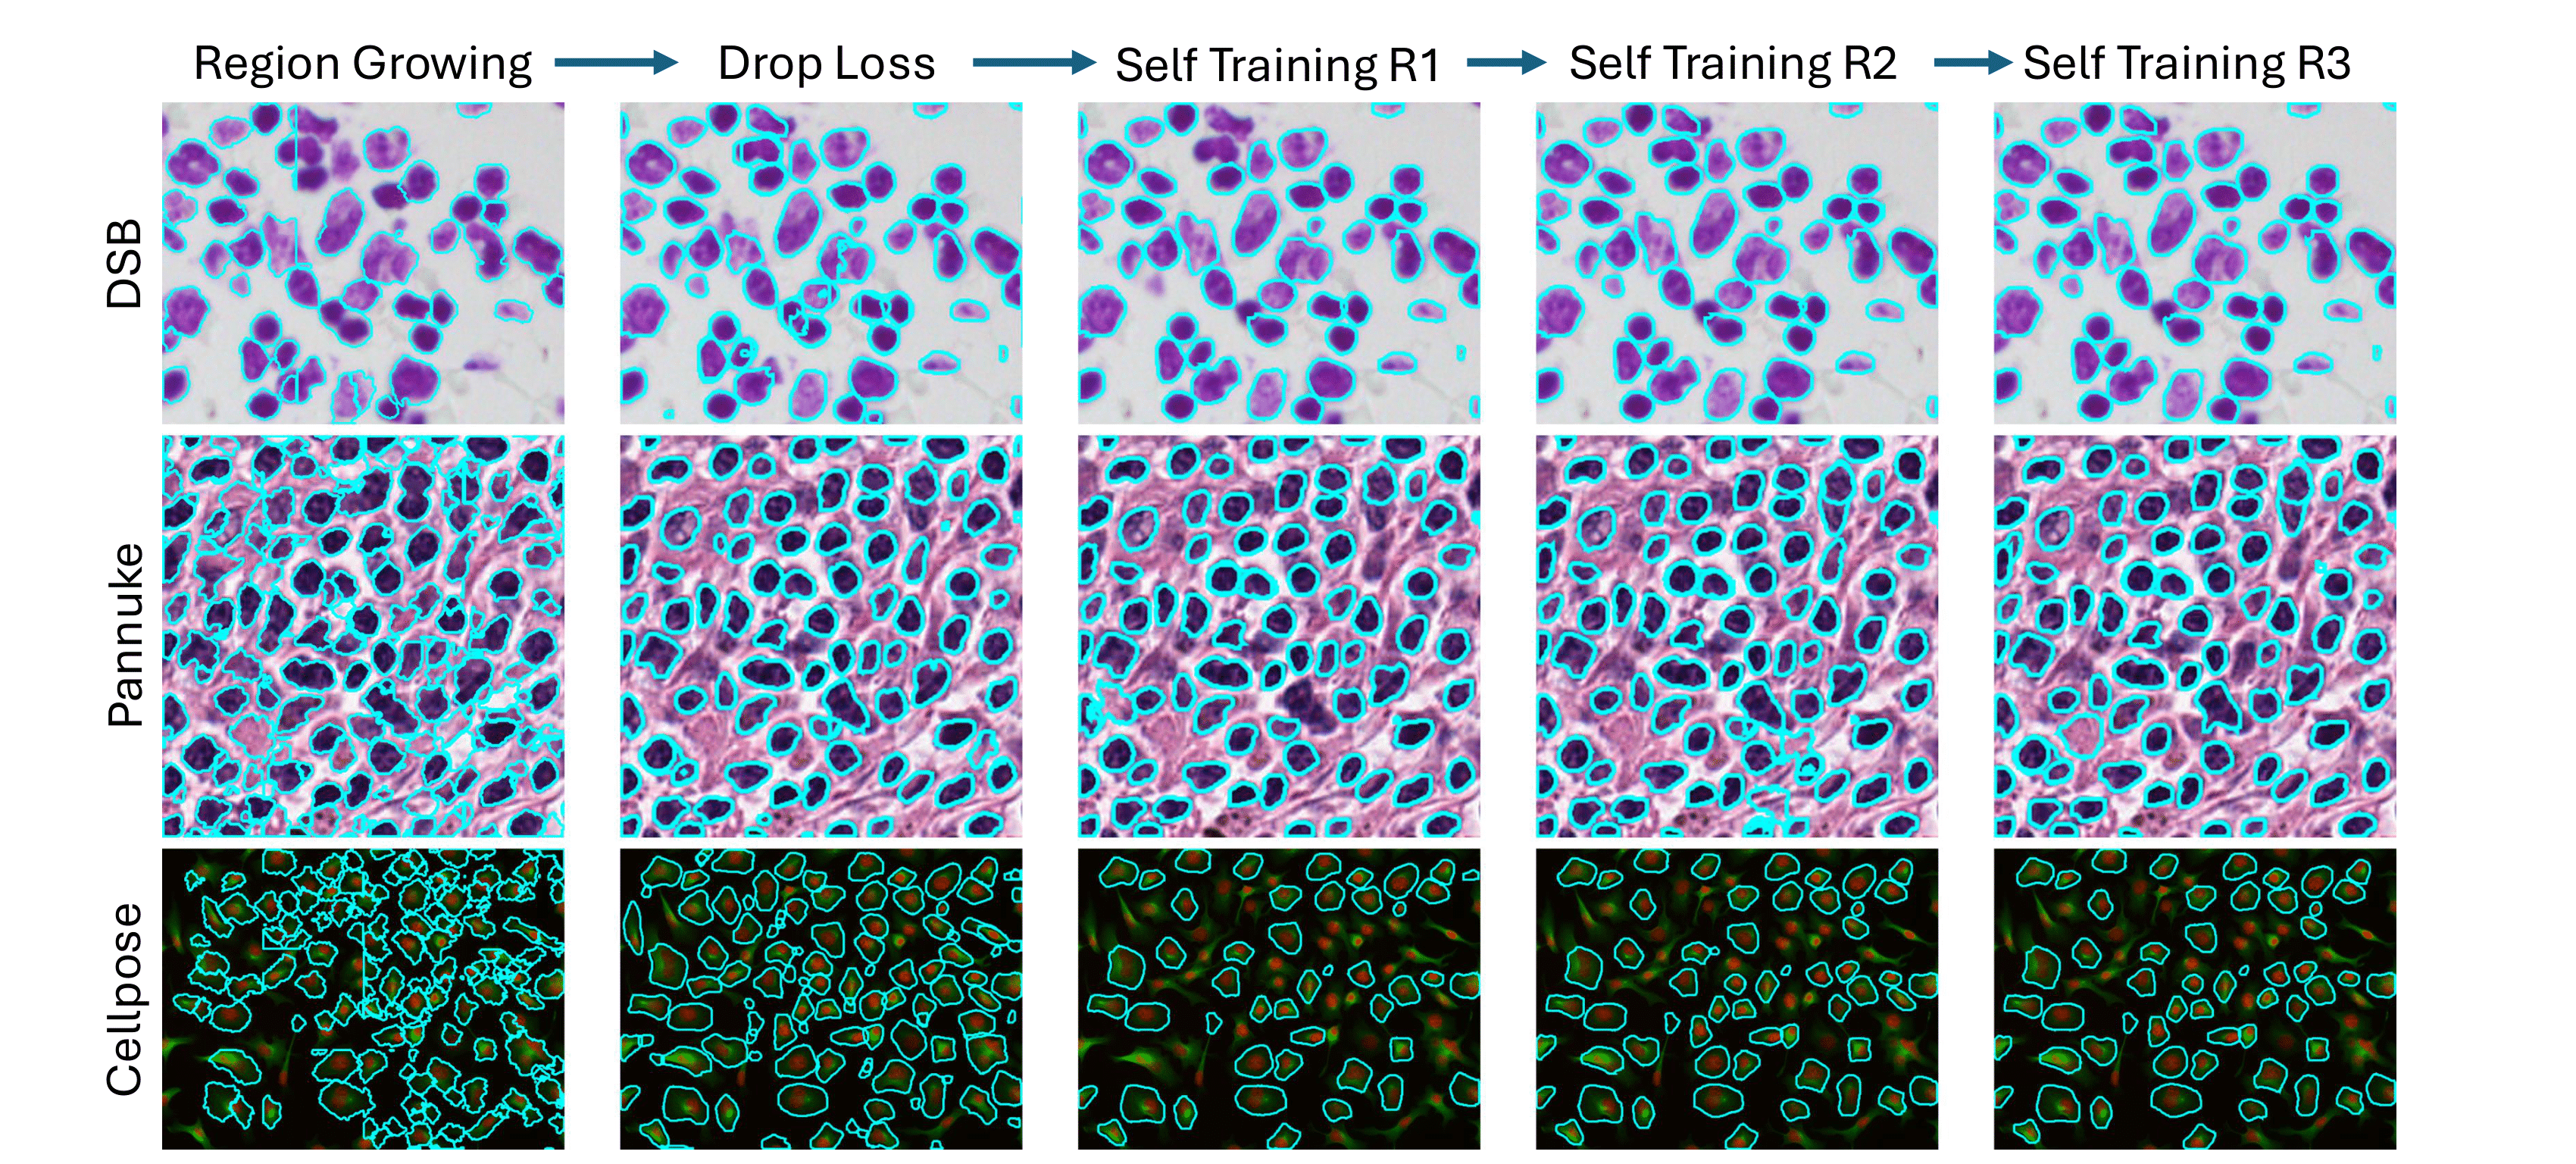 Region Growing
Drop Loss
Self Training R1
Self Training R2
Self Training R3
DSB
Pannuke
Cellpose